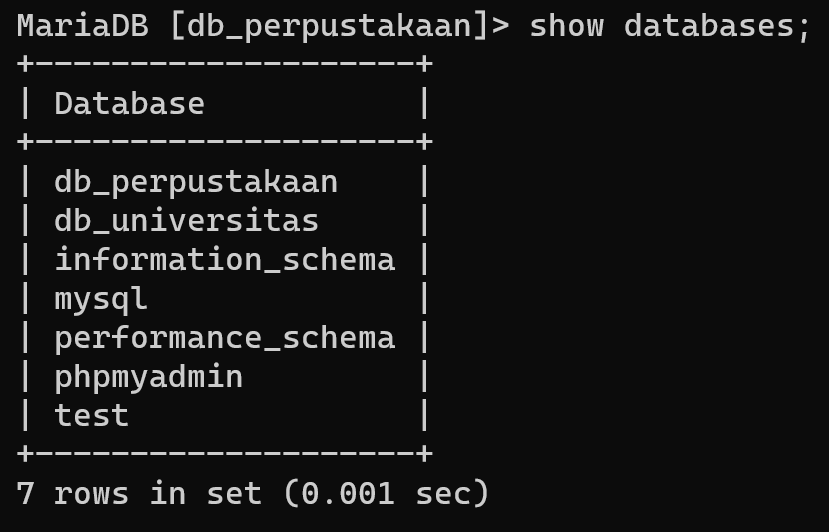 MariaDB [db_perpustakaan]> show databases;
+--------------------+
| Database           |
+--------------------+
| db_perpustakaan    |
| db_universitas     |
| information_schema |
| mysql              |
| performance_schema |
| phpmyadmin         |
| test               |
+--------------------+
7 rows in set (0.001 sec)